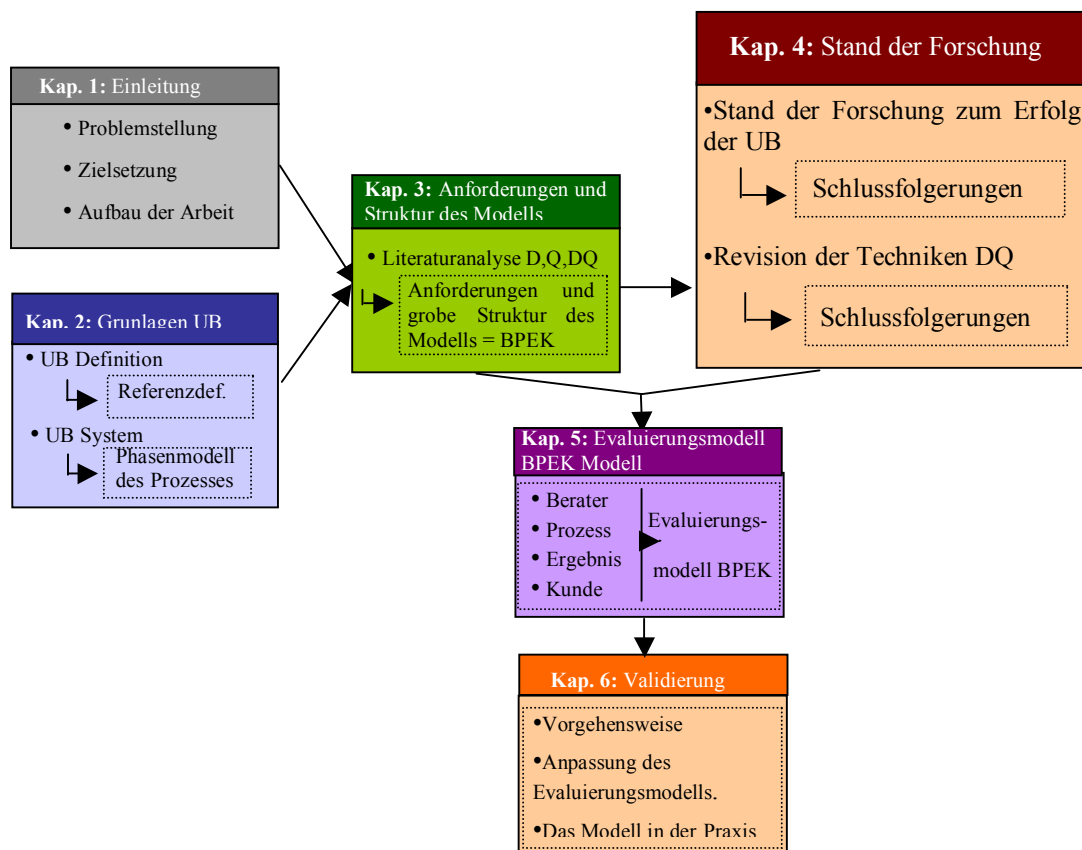 Kap. 1: Einleitung
• Problemstellung
• Zielsetzung
• Aufbau der Arbeit
Kap. 2: Grunlagen UB
• UB Definition
Referenzdef.
• UB System
Phasenmodell
des Prozesses
Kap. 3: Anforderungen und
Struktur des Modells
• Literaturanalyse D,Q,DQ
Anforderungen und
grobe Struktur des
Modells = BPEK
Kap. 4: Stand der Forschung
•Stand der Forschung zum Erfolg
der UB
Schlussfolgerungen
•Revision der Techniken DQ
Schlussfolgerungen
Kap. 5: Evaluierungsmodell
BPEK Modell
• Berater
• Prozess
• Ergebnis
• Kunde
Evaluierungs-
modell BPEK
Kap. 6: Validierung
•Vorgehensweise
•Anpassung des
Evaluierungsmodells.
•Das Modell in der Praxis